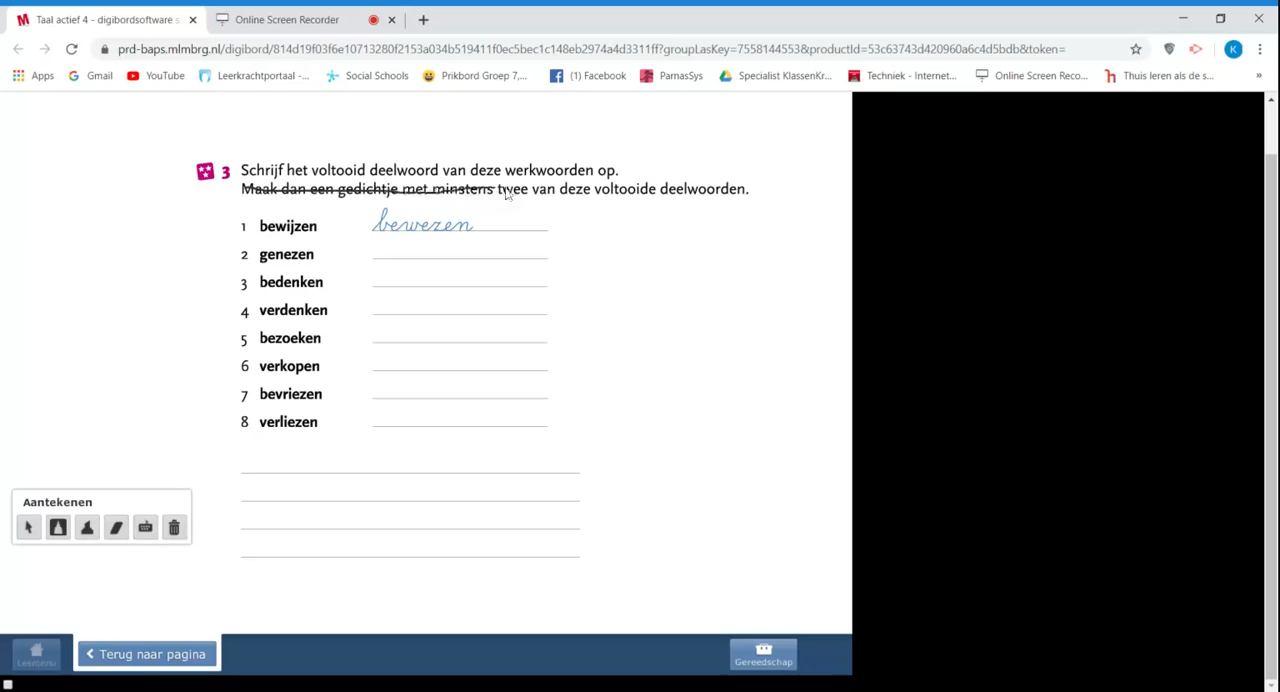 Taal actief 4 - digibordsoftware s
Online Screen Recorder
prd-baps.mlmbrg.nl/digibord/814d19f03f6e10713280f2153a034b519411f0ec5bec1c148eb2974a4d3311ff?groupLasKey=7558144553&productId=53c63743d420960a6c4d5bdb&token=
K
Apps
Gmail
YouTube
Leerkrachtportaal -...
Social Schools
Prikbord Groep 7,...
(1) Facebook
ParnasSys
Specialist KlassenKr...
Techniek - Internet...
Online Screen Reco...
Thuis leren als de s...
»
3 Schrijf het voltooid deelwoord van deze werkwoorden op.
Maak dan een gedichtje met minstens twee van deze voltooide deelwoorden.
1 bewijzen bewezen
2 genezen
3 bedenken
4 verdenken
5 bezoeken
6 verkopen
7 bevriezen
8 verliezen
Aantekenen
Lesmenu
Terug naar pagina
Gereedschap